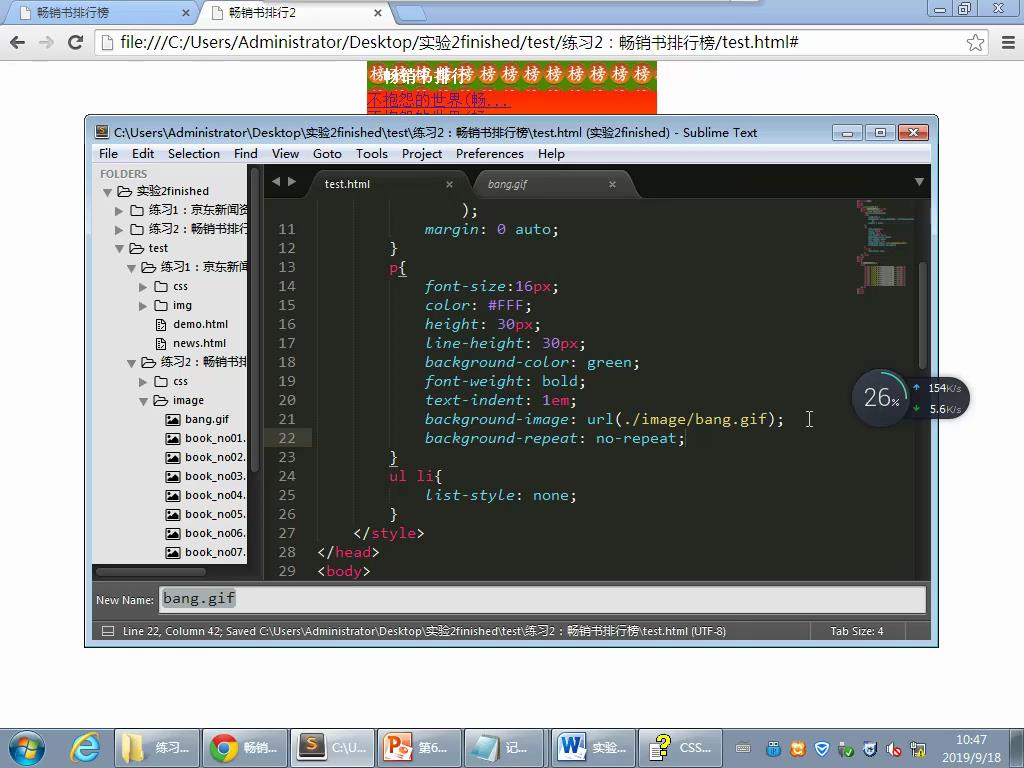 畅销书排行榜
畅销书排行2
file:///C:/Users/Administrator/Desktop/实验2finished/test/练习2：畅销书排行榜/test.html#
畅销书排行榜 榜 榜 榜 榜 榜 榜 榜 榜
不抱怨的世界(畅...
C:\Users\Administrator\Desktop\实验2finished\test\练习2：畅销书排行榜\test.html (实验2finished) - Sublime Text
File Edit Selection Find View Goto Tools Project Preferences Help
FOLDERS
实验2finished
练习1：京东新闻资
练习2：畅销书排行
test
练习1：京东新闻
css
img
demo.html
news.html
练习2：畅销书排
css
image
bang.gif
book_no01.
book_no02.
book_no03.
book_no04.
book_no05.
book_no06.
book_no07.
test.html
bang.gif
);
11 margin: 0 auto;
12 }
13 p{
14 font-size:16px;
15 color: #FFF;
16 height: 30px;
17 line-height: 30px;
18 background-color: green;
19 font-weight: bold;
20 text-indent: 1em;
21 background-image: url(./image/bang.gif);
22 background-repeat: no-repeat;
23 }
24 ul li{
25 list-style: none;
26 }
27 </style>
28 </head>
29 <body>
26%
154K/s
5.6K/s
New Name: bang.gif
Line 22, Column 42; Saved C:\Users\Administrator\Desktop\实验2finished\test\练习2：畅销书排行榜\test.html (UTF-8)
Tab Size: 4
练习...
畅销...
C:\U...
第6...
记...
实验...
CSS...
10:47
2019/9/18